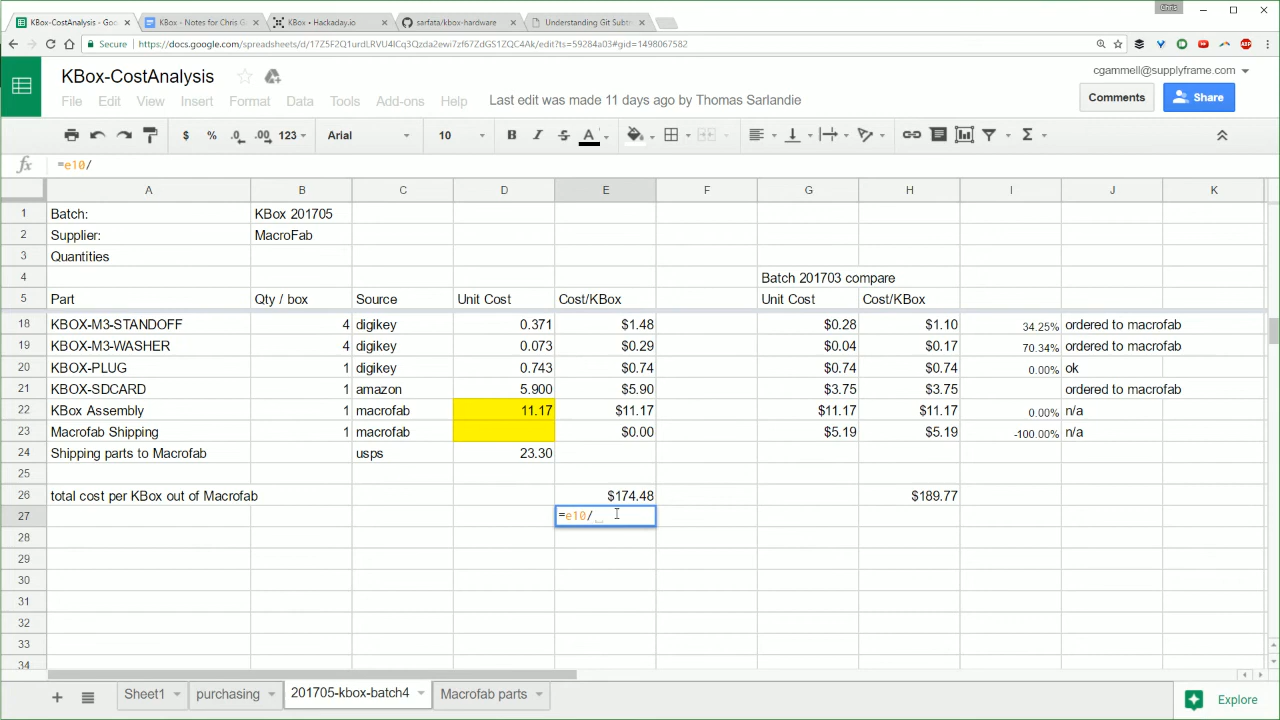 Chris
KBox-CostAnalysis - Goo
KBox - Notes for Chris G
KBox • Hackaday.io
sarfata/kbox-hardware
Understanding Git Subtr
Secure
https://docs.google.com/spreadsheets/d/17Z5F2Q1urdLRVU4ICq3Qzda2ewi7zf67ZdGS1ZQC4Ak/edit?ts=59284a03#gid=1498067582
ABP
KBox-CostAnalysis
cgammell@supplyframe.com
File Edit View Insert Format Data Tools Add-ons Help Last edit was made 11 days ago by Thomas Sarlandie
Comments Share
$ % .0 .00 123 Arial 10 B I S A Σ
fx =e10/
A B C D E F G H I J K
1 Batch: KBox 201705
2 Supplier: MacroFab
3 Quantities
4 Batch 201703 compare
5 Part Qty / box Source Unit Cost Cost/KBox Unit Cost Cost/KBox
18 KBOX-M3-STANDOFF 4 digikey 0.371 $1.48 $0.28 $1.10 34.25% ordered to macrofab
19 KBOX-M3-WASHER 4 digikey 0.073 $0.29 $0.04 $0.17 70.34% ordered to macrofab
20 KBOX-PLUG 1 digikey 0.743 $0.74 $0.74 $0.74 0.00% ok
21 KBOX-SDCARD 1 amazon 5.900 $5.90 $3.75 $3.75 ordered to macrofab
22 KBox Assembly 1 macrofab 11.17 $11.17 $11.17 $11.17 0.00% n/a
23 Macrofab Shipping 1 macrofab $0.00 $5.19 $5.19 -100.00% n/a
24 Shipping parts to Macrofab usps 23.30
25
26 total cost per KBox out of Macrofab $174.48 $189.77
27 =e10/
28
29
30
31
32
33
34
Sheet1 purchasing 201705-kbox-batch4 Macrofab parts Explore